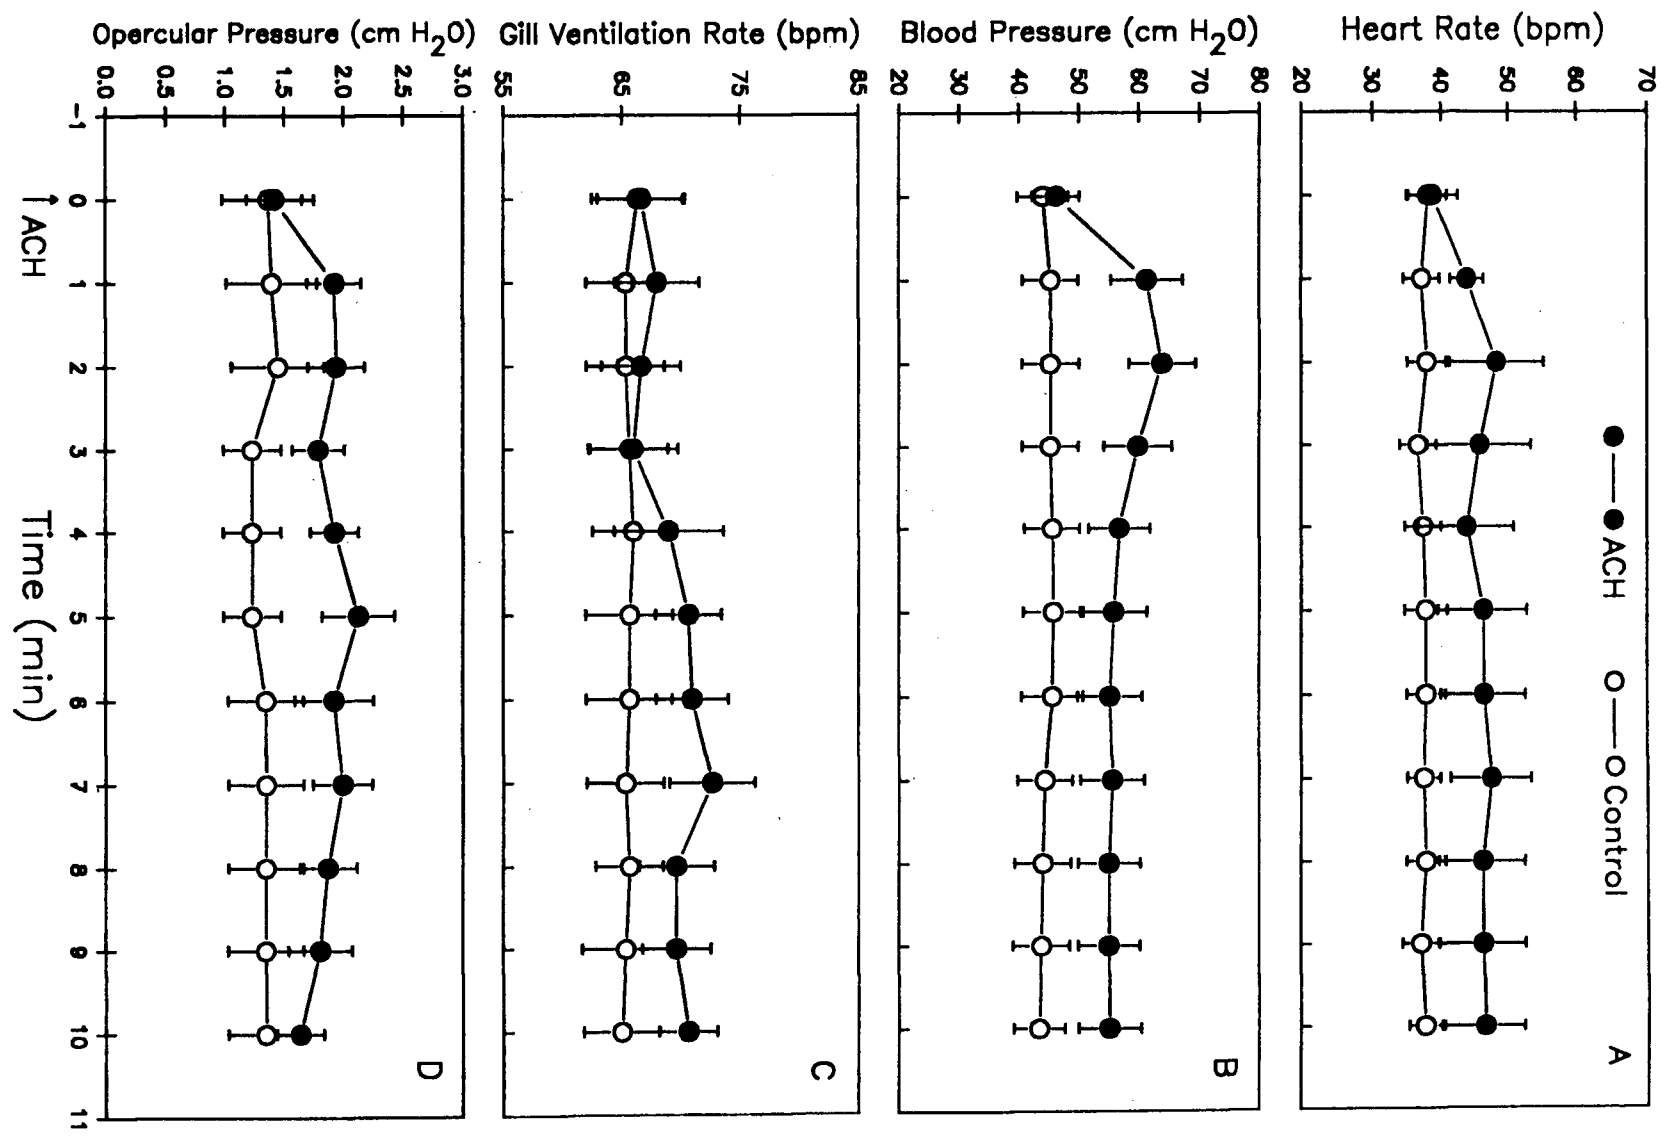 Heart Rate (bpm)
70
60
50
40
30
20
A
ACH
Control
Blood Pressure (cm H2O)
80
70
60
50
40
30
20
B
Gill Ventilation Rate (bpm)
85
75
65
55
C
Opercular Pressure (cm H2O)
3.0
2.5
2.0
1.5
1.0
0.5
0.0
D
-1 0 1 2 3 4 5 6 7 8 9 10 11
↑ ACH
Time (min)